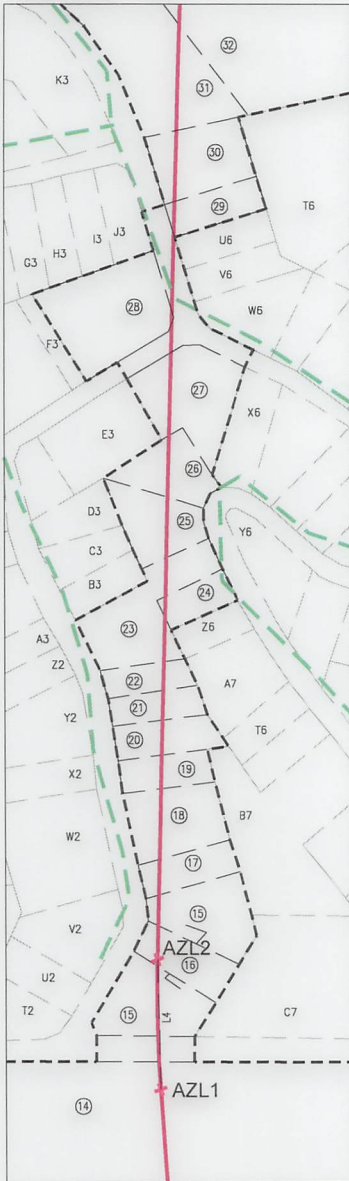 32
K3
31
30
T6
29
J3
I3
H3
G3
U6
V6
W6
28
F3
27
X6
E3
26
D3
25
Y6
C3
B3
24
23
Z6
A3
Z2
22
A7
21
Y2
20
T6
X2
19
18
B7
W2
17
15
V2
AZL2
16
U2
T2
15
L4
C7
AZL1
14